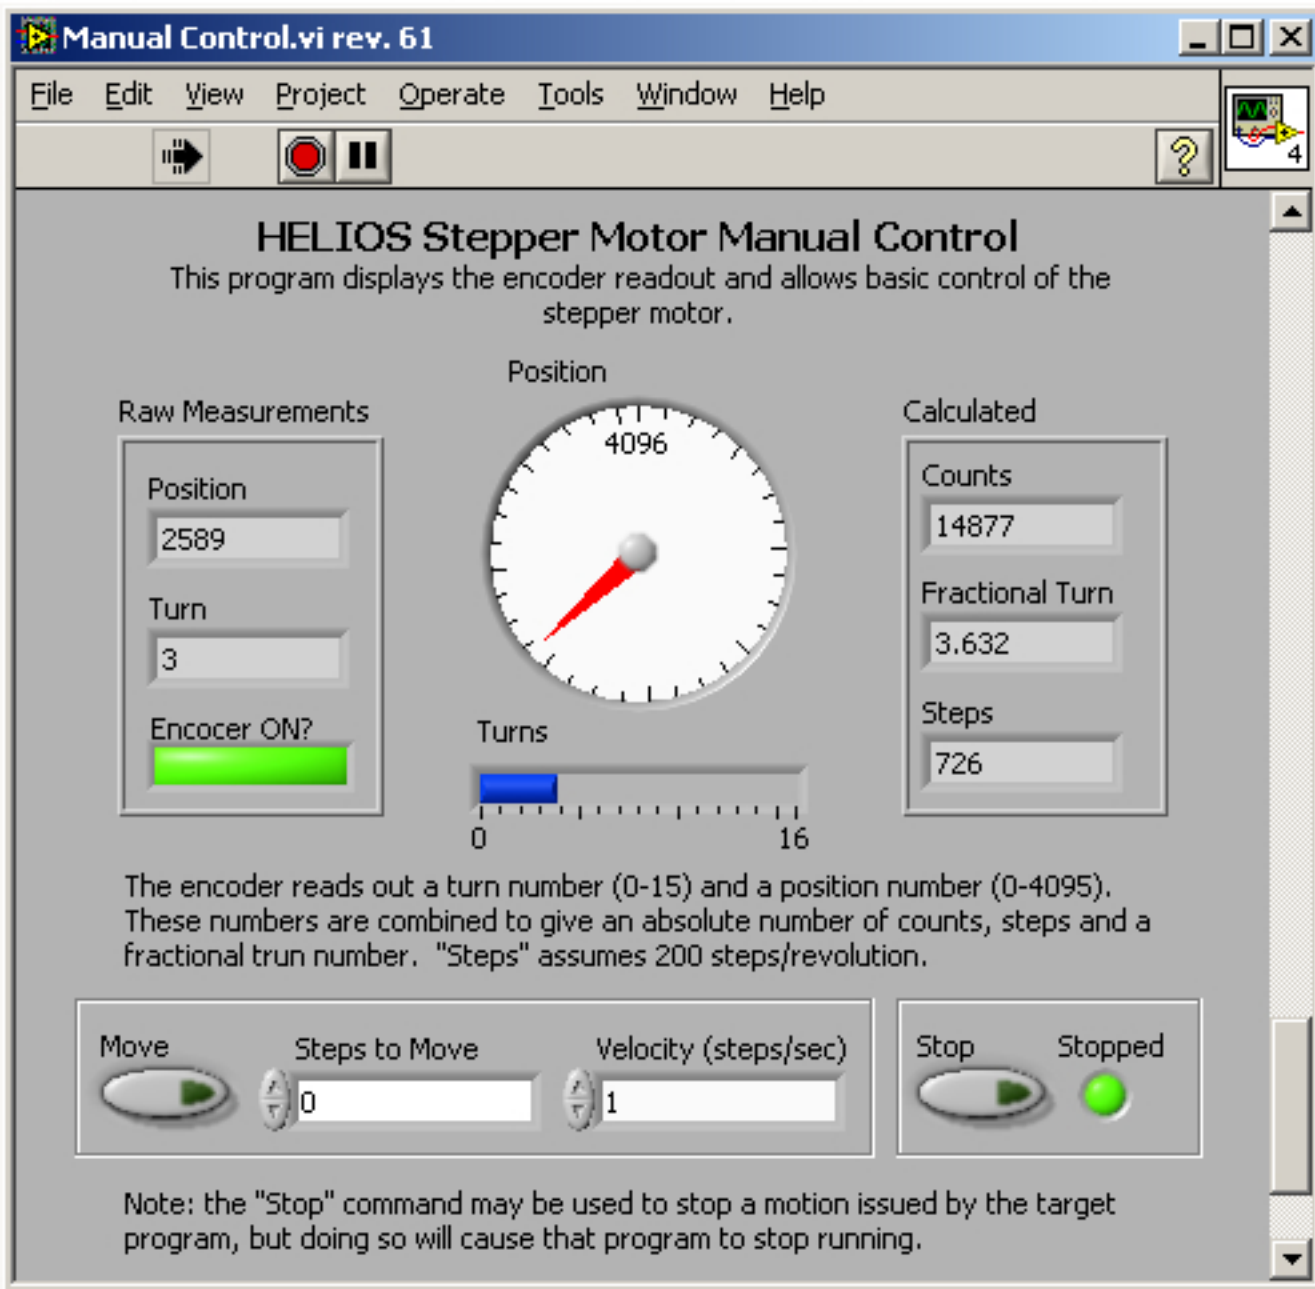 Manual Control.vi rev. 61
File Edit View Project Operate Tools Window Help
4
HELIOS Stepper Motor Manual Control
This program displays the encoder readout and allows basic control of the
stepper motor.
Position
4096
Raw Measurements
Position
2589
Turn
3
Encocer ON?
Turns
0 16
Calculated
Counts
14877
Fractional Turn
3.632
Steps
726
The encoder reads out a turn number (0-15) and a position number (0-4095).
These numbers are combined to give an absolute number of counts, steps and a
fractional trun number.  "Steps" assumes 200 steps/revolution.
Move Steps to Move Velocity (steps/sec) Stop Stopped
0 1
Note: the "Stop" command may be used to stop a motion issued by the target
program, but doing so will cause that program to stop running.